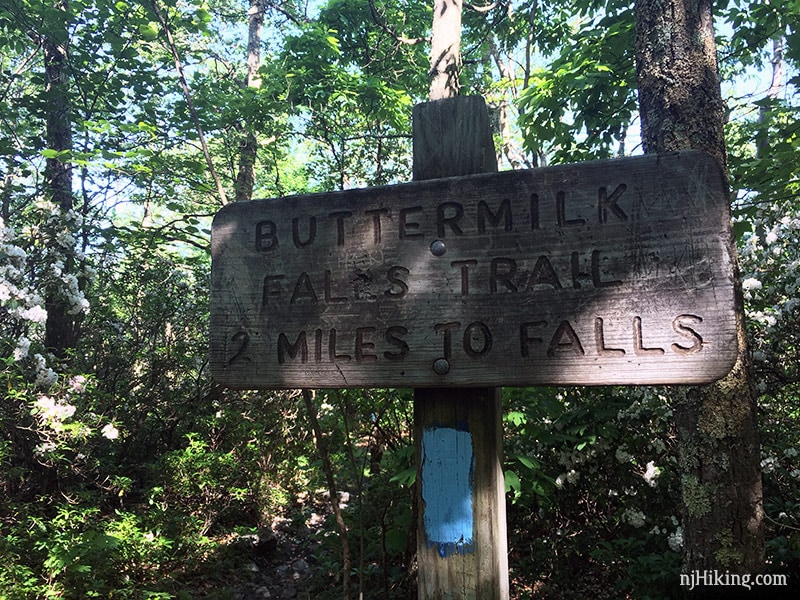 BUTTERMILK
FALLS TRAIL
2 MILES TO FALLS
njHiking.com